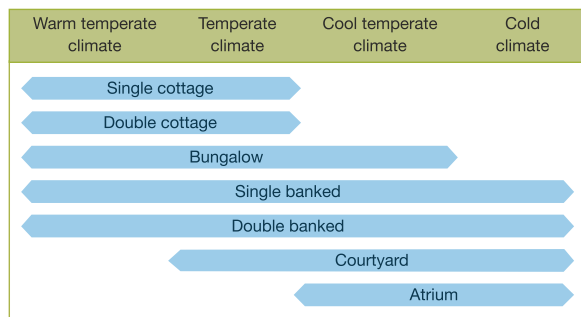 Warm temperate climate
Temperate climate
Cool temperate climate
Cold climate
Single cottage
Double cottage
Bungalow
Single banked
Double banked
Courtyard
Atrium